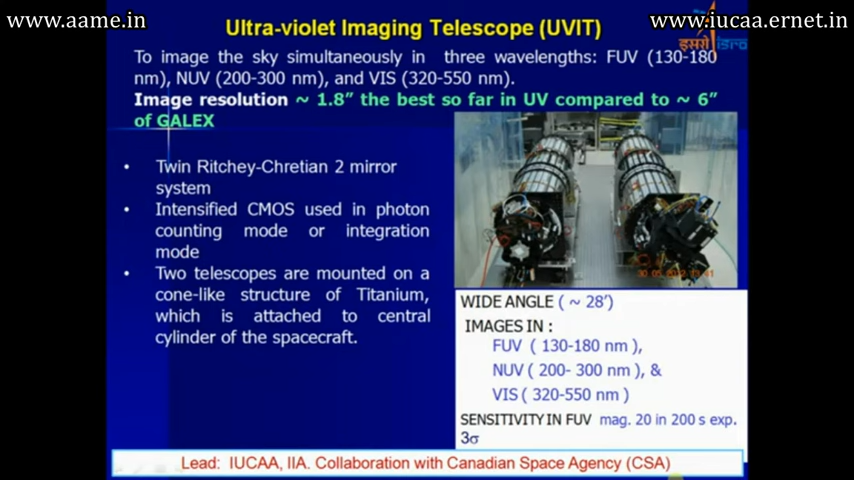 www.aame.in
www.iucaa.ernet.in
Ultra-violet Imaging Telescope (UVIT)
इसरो isro
To image the sky simultaneously in three wavelengths: FUV (130-180
nm), NUV (200-300 nm), and VIS (320-550 nm).
Image resolution ~ 1.8” the best so far in UV compared to ~ 6”
of GALEX
• Twin Ritchey-Chretian 2 mirror
system
• Intensified CMOS used in photon
counting mode or integration
mode
• Two telescopes are mounted on a
cone-like structure of Titanium,
which is attached to central
cylinder of the spacecraft.
WIDE ANGLE ( ~ 28’)
IMAGES IN :
FUV ( 130-180 nm ),
NUV ( 200- 300 nm ), &
VIS ( 320-550 nm )
SENSITIVITY IN FUV mag. 20 in 200 s exp.
3σ
Lead: IUCAA, IIA. Collaboration with Canadian Space Agency (CSA)